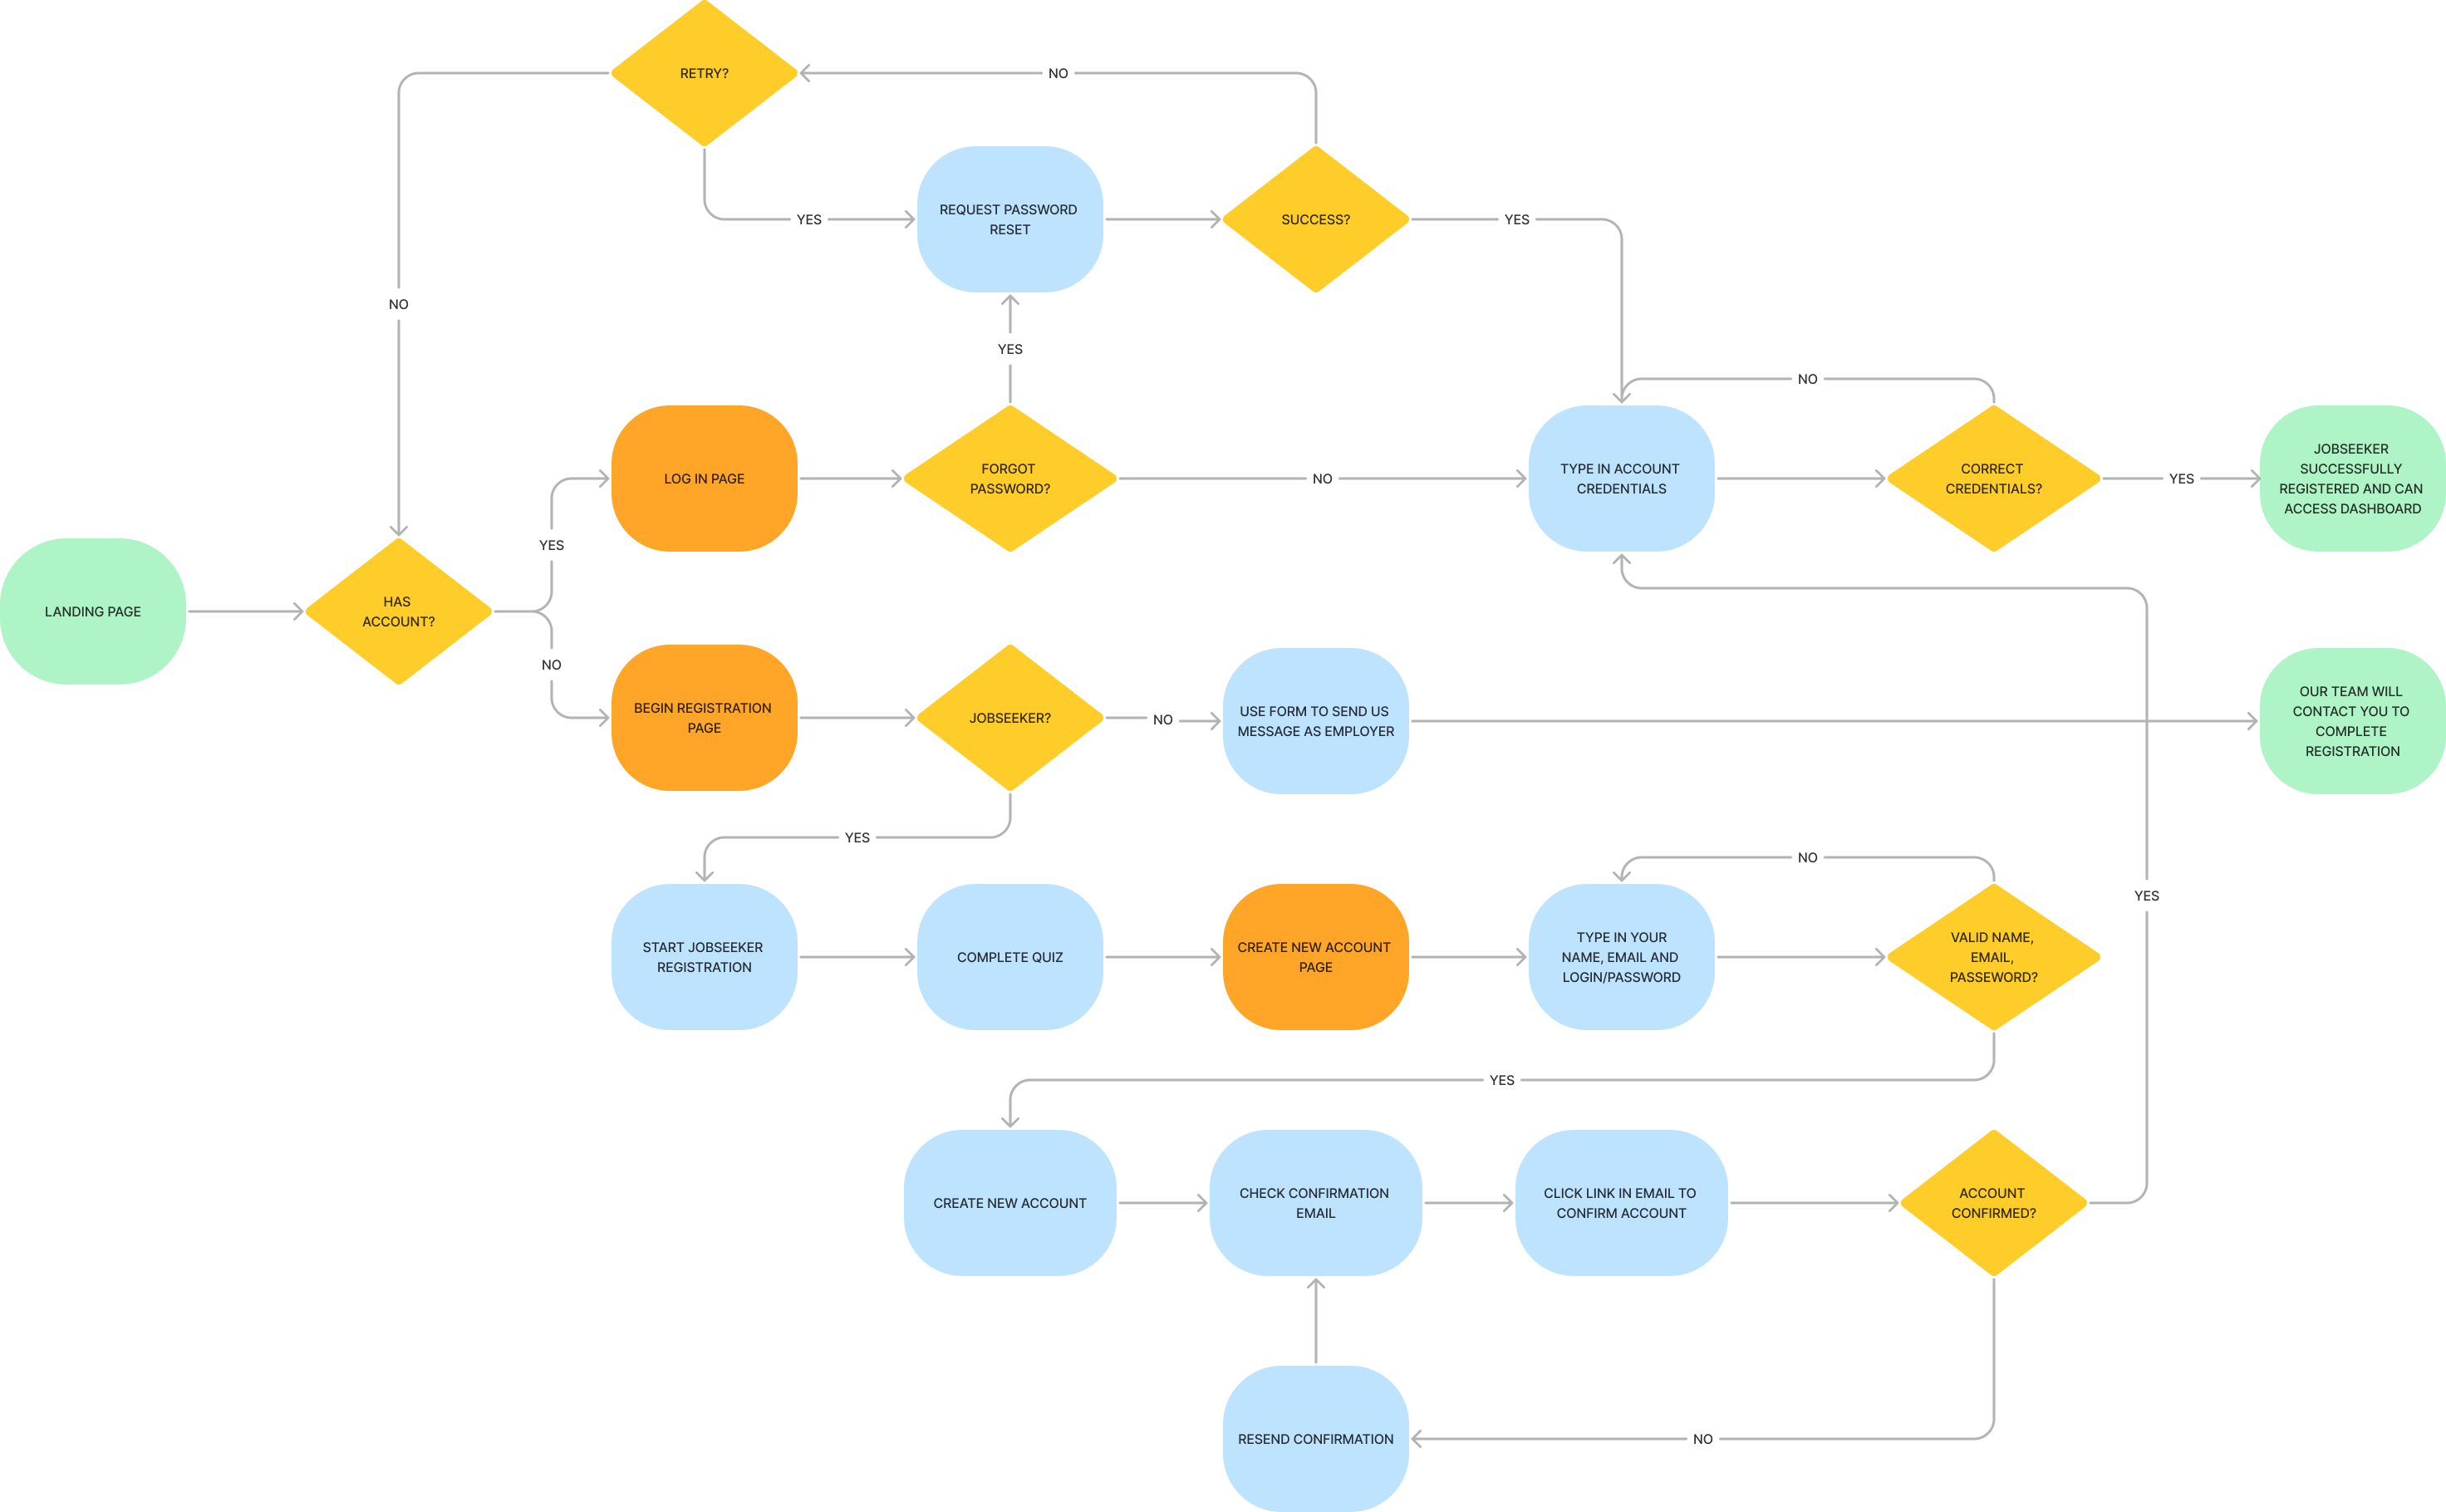 RETRY?
NO
REQUEST PASSWORD
RESET
SUCCESS?
YES
YES
NO
YES
NO
LOG IN PAGE
FORGOT
PASSWORD?
NO
TYPE IN ACCOUNT
CREDENTIALS
CORRECT
CREDENTIALS?
YES
JOBSEEKER
SUCCESSFULLY
REGISTERED AND CAN
ACCESS DASHBOARD
YES
LANDING PAGE
HAS
ACCOUNT?
NO
BEGIN REGISTRATION
PAGE
JOBSEEKER?
NO
USE FORM TO SEND US
MESSAGE AS EMPLOYER
OUR TEAM WILL
CONTACT YOU TO
COMPLETE
REGISTRATION
YES
NO
YES
START JOBSEEKER
REGISTRATION
COMPLETE QUIZ
CREATE NEW ACCOUNT
PAGE
TYPE IN YOUR
NAME, EMAIL AND
LOGIN/PASSWORD
VALID NAME,
EMAIL,
PASSEWORD?
YES
CREATE NEW ACCOUNT
CHECK CONFIRMATION
EMAIL
CLICK LINK IN EMAIL TO
CONFIRM ACCOUNT
ACCOUNT
CONFIRMED?
RESEND CONFIRMATION
NO